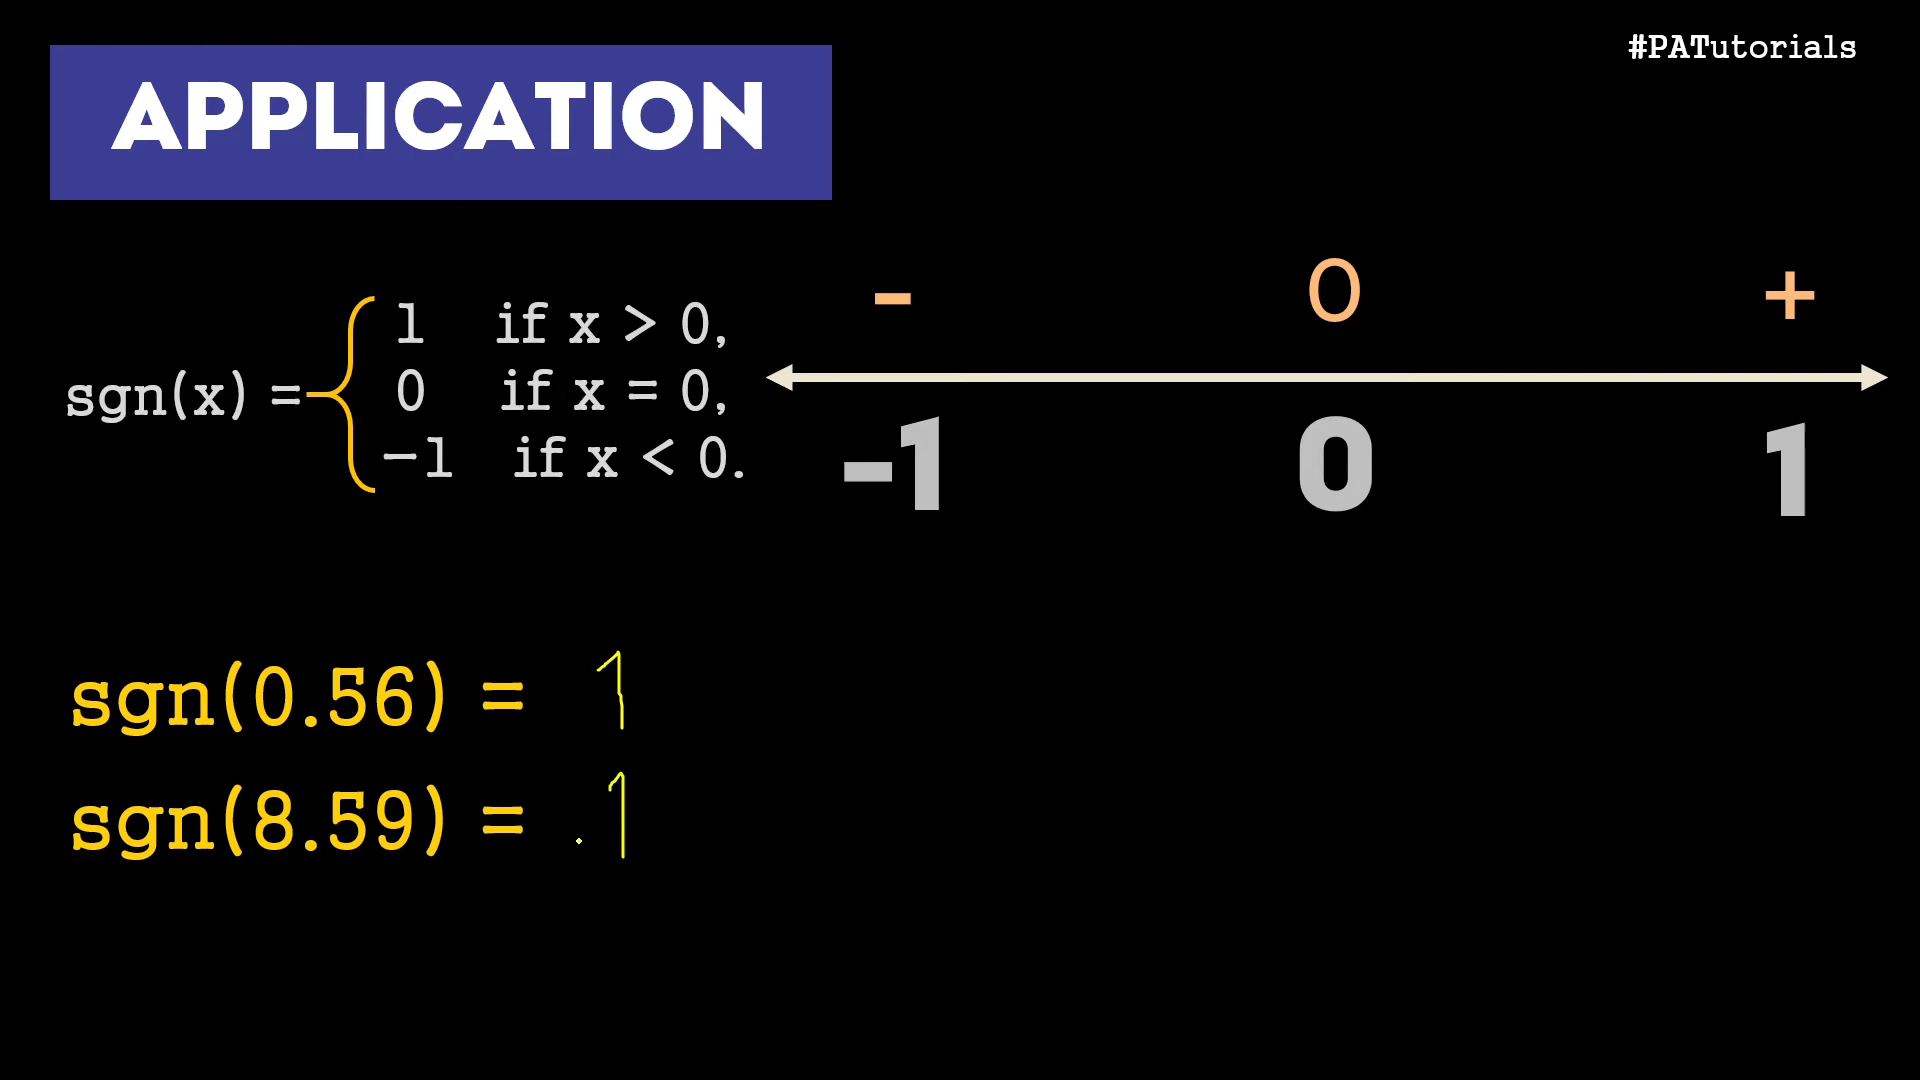 #PATutorials
APPLICATION
sgn(x) =
1 if x > 0,
0 if x = 0,
−1 if x < 0.
- 0 +
-1 0 1
sgn(0.56) = 1
sgn(8.59) = 1